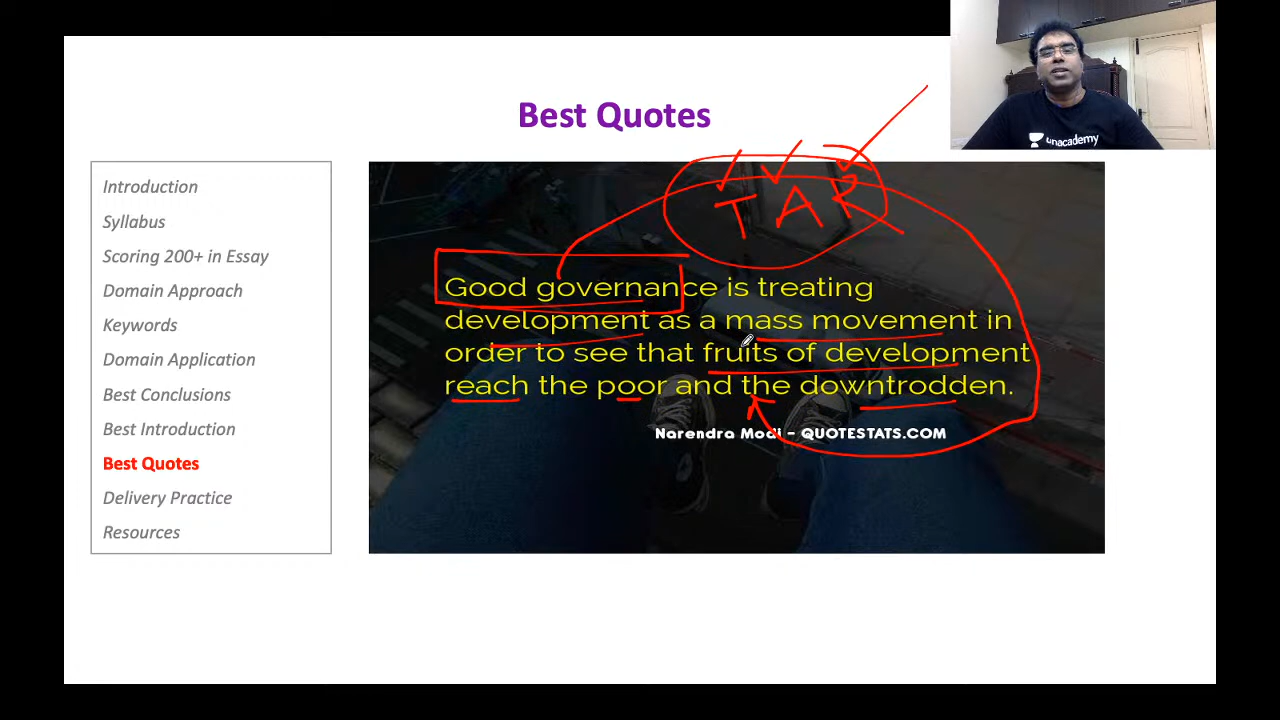 Best Quotes
unacademy
Introduction
Syllabus
Scoring 200+ in Essay
Domain Approach
Keywords
Domain Application
Best Conclusions
Best Introduction
Best Quotes
Delivery Practice
Resources
TAR
Good governance is treating
development as a mass movement in
order to see that fruits of development
reach the poor and the downtrodden.
Narendra Modi - QUOTESTATS.COM